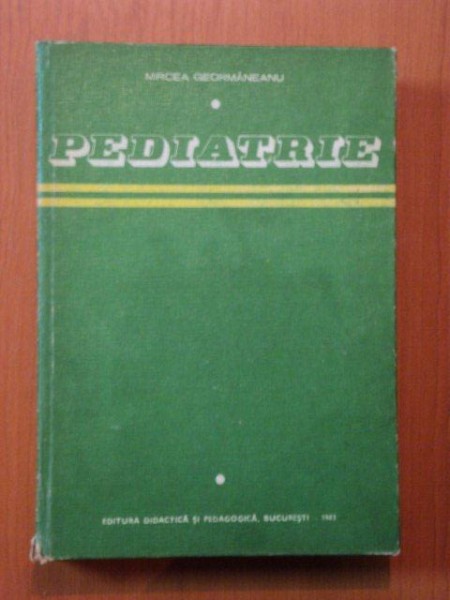 MIRCEA GEORMĂNEANU
PEDIATRIE
EDITURA DIDACTICĂ ȘI PEDAGOGICĂ, BUCUREȘTI